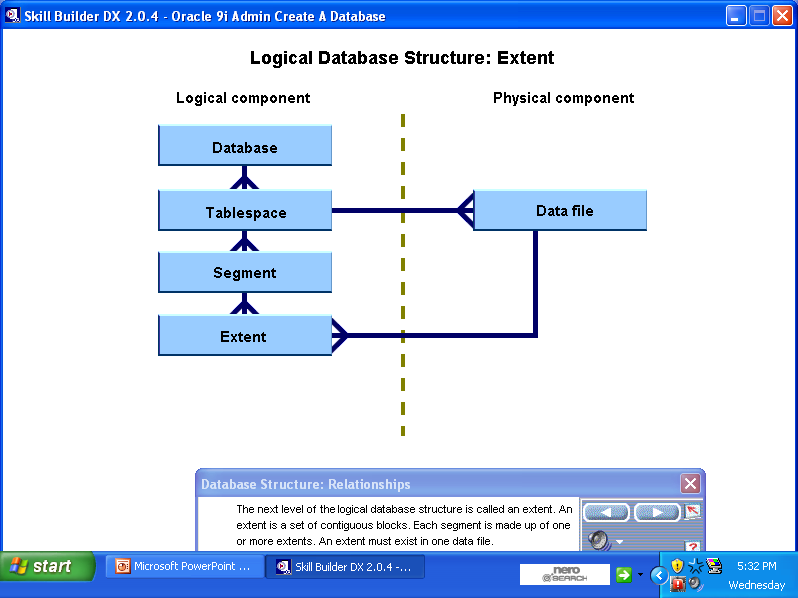 Skill Builder DX 2.0.4 - Oracle 9i Admin Create A Database
Logical Database Structure: Extent
Logical component
Physical component
Database
Tablespace
Data file
Segment
Extent
Database Structure: Relationships
The next level of the logical database structure is called an extent. An
extent is a set of contiguous blocks. Each segment is made up of one
or more extents. An extent must exist in one data file.
start
Microsoft PowerPoint ...
Skill Builder DX 2.0.4 -...
nero
SEARCH
5:32 PM
Wednesday